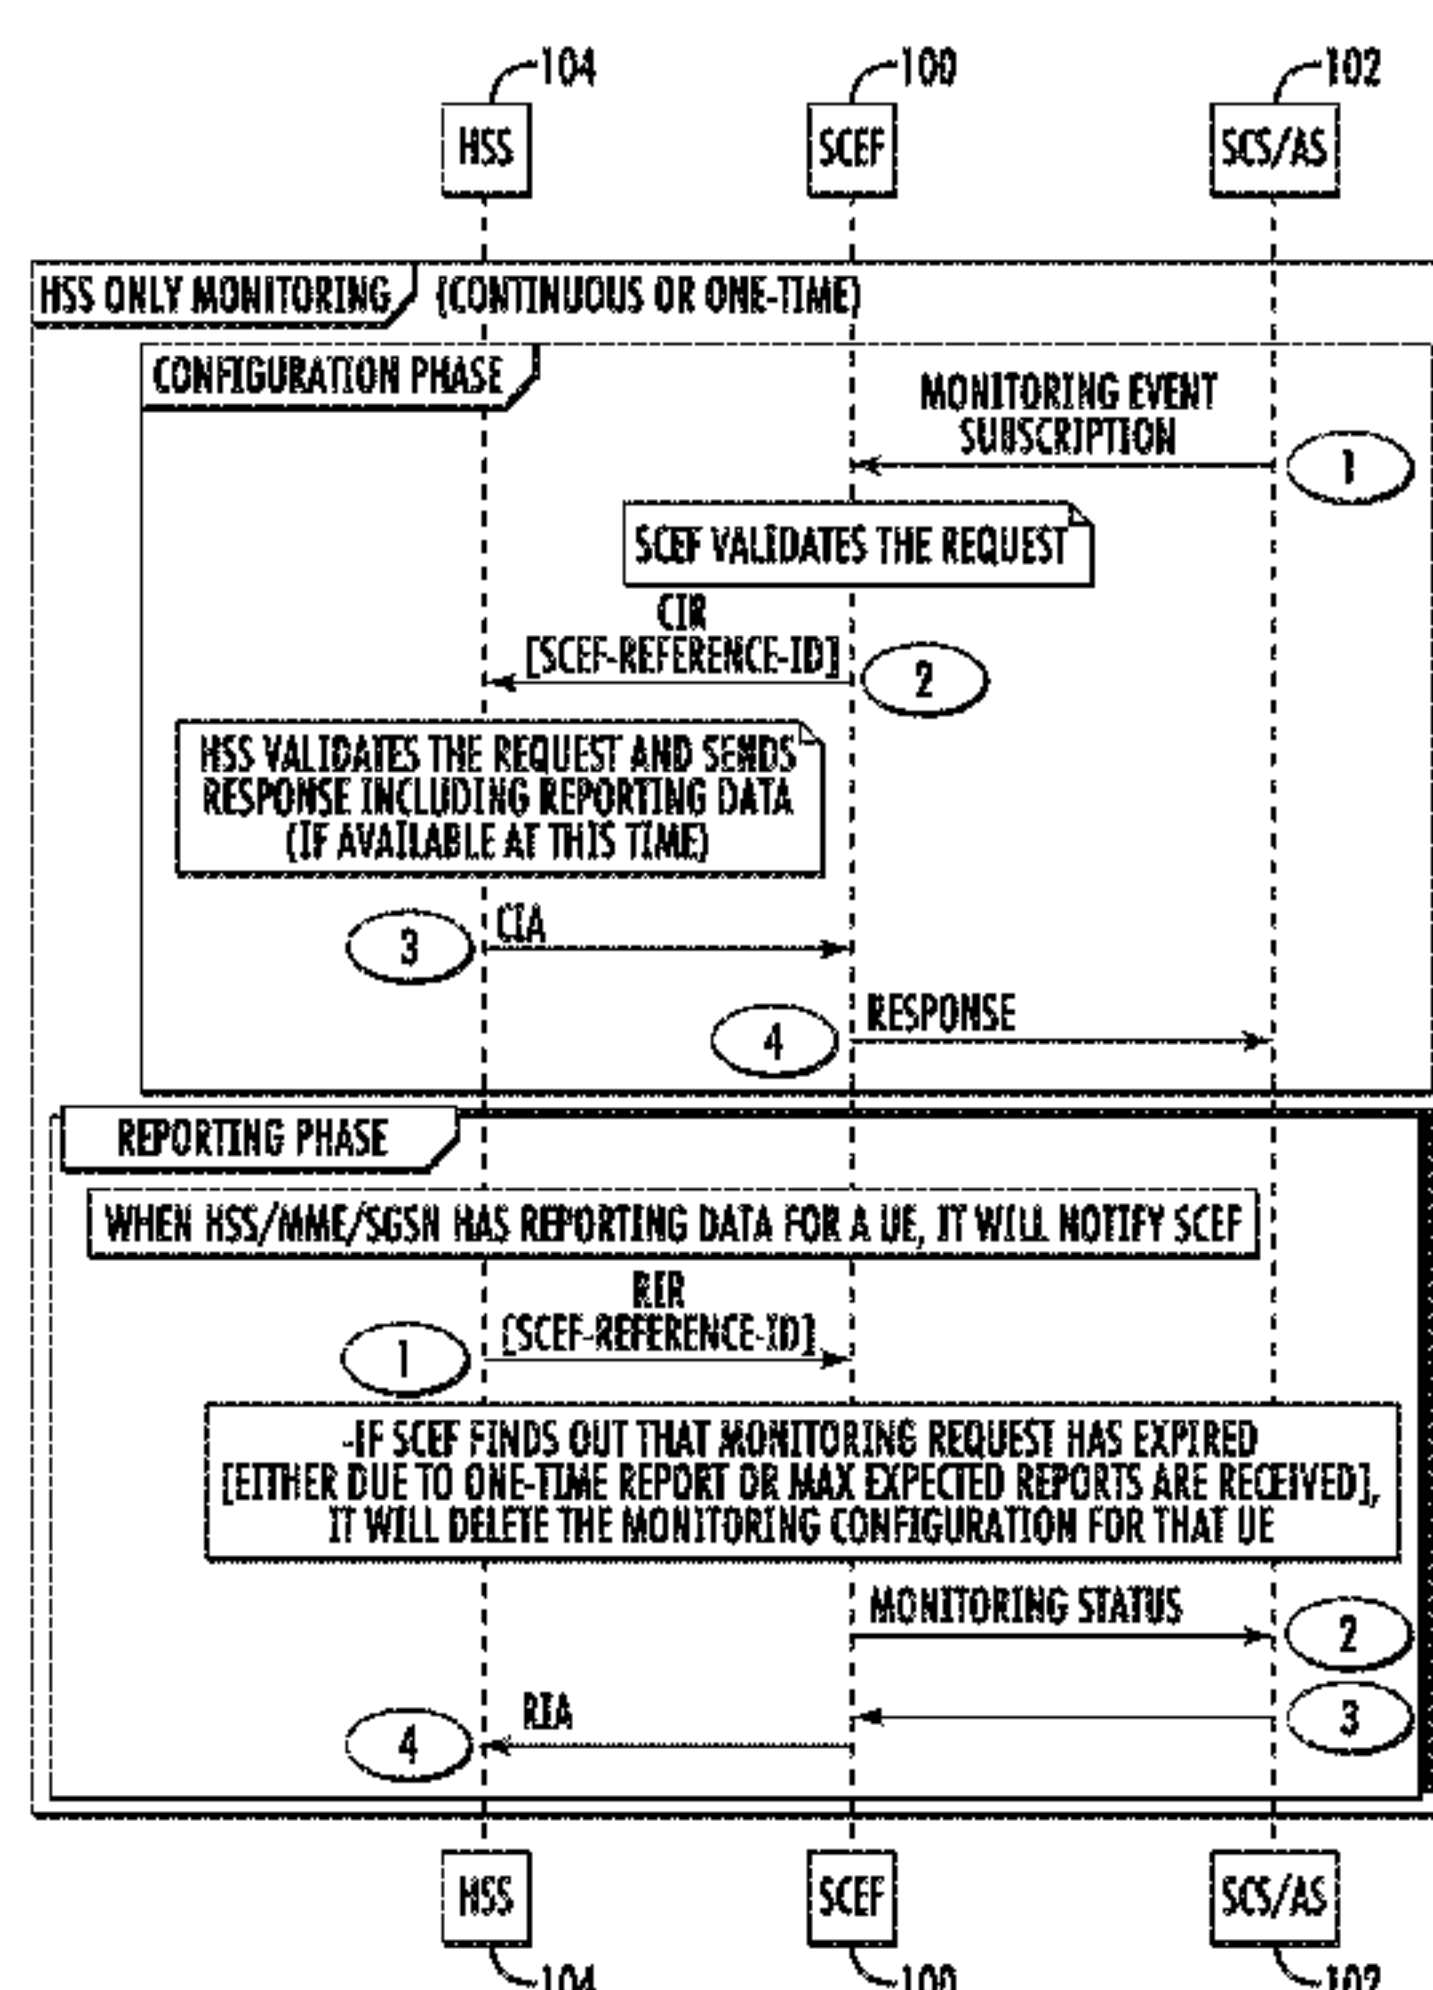 104
100
102
HSS
SCEF
SCS/AS
HSS ONLY MONITORING
(CONTINUOUS OR ONE-TIME)
CONFIGURATION PHASE
MONITORING EVENT
SUBSCRIPTION
1
SCEF VALIDATES THE REQUEST
CIR
[SCEF-REFERENCE-ID]
2
HSS VALIDATES THE REQUEST AND SENDS
RESPONSE INCLUDING REPORTING DATA
(IF AVAILABLE AT THIS TIME)
3
CIA
4
RESPONSE
REPORTING PHASE
WHEN HSS/MME/SGSN HAS REPORTING DATA FOR A UE, IT WILL NOTIFY SCEF
RIR
[SCEF-REFERENCE-ID]
1
-IF SCEF FINDS OUT THAT MONITORING REQUEST HAS EXPIRED
[EITHER DUE TO ONE-TIME REPORT OR MAX EXPECTED REPORTS ARE RECEIVED],
IT WILL DELETE THE MONITORING CONFIGURATION FOR THAT UE
MONITORING STATUS
2
3
4
RIA
HSS
SCEF
SCS/AS
104
100
102